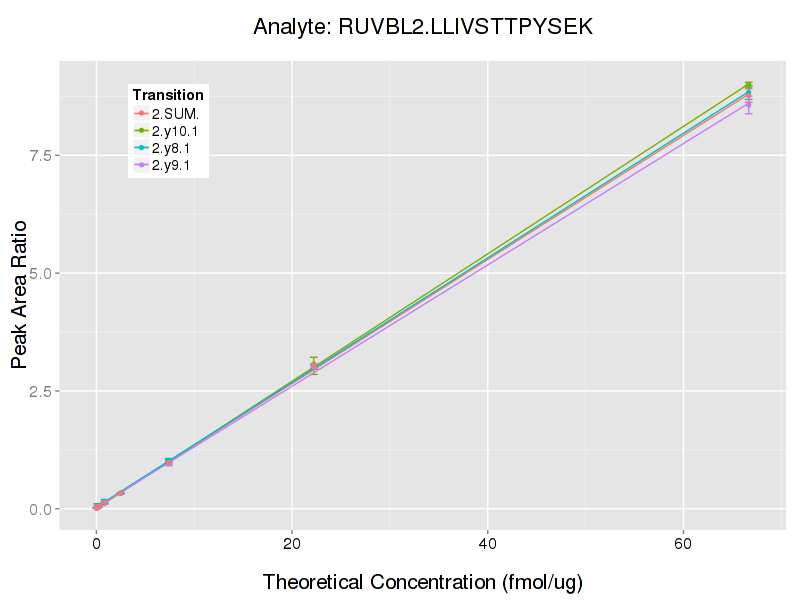 Analyte: RUVBL2.LLIVSTTPYSEK
Transition
2.SUM.
2.y10.1
2.y8.1
2.y9.1
Peak Area Ratio
7.5
5.0
2.5
0.0
0 20 40 60
Theoretical Concentration (fmol/ug)